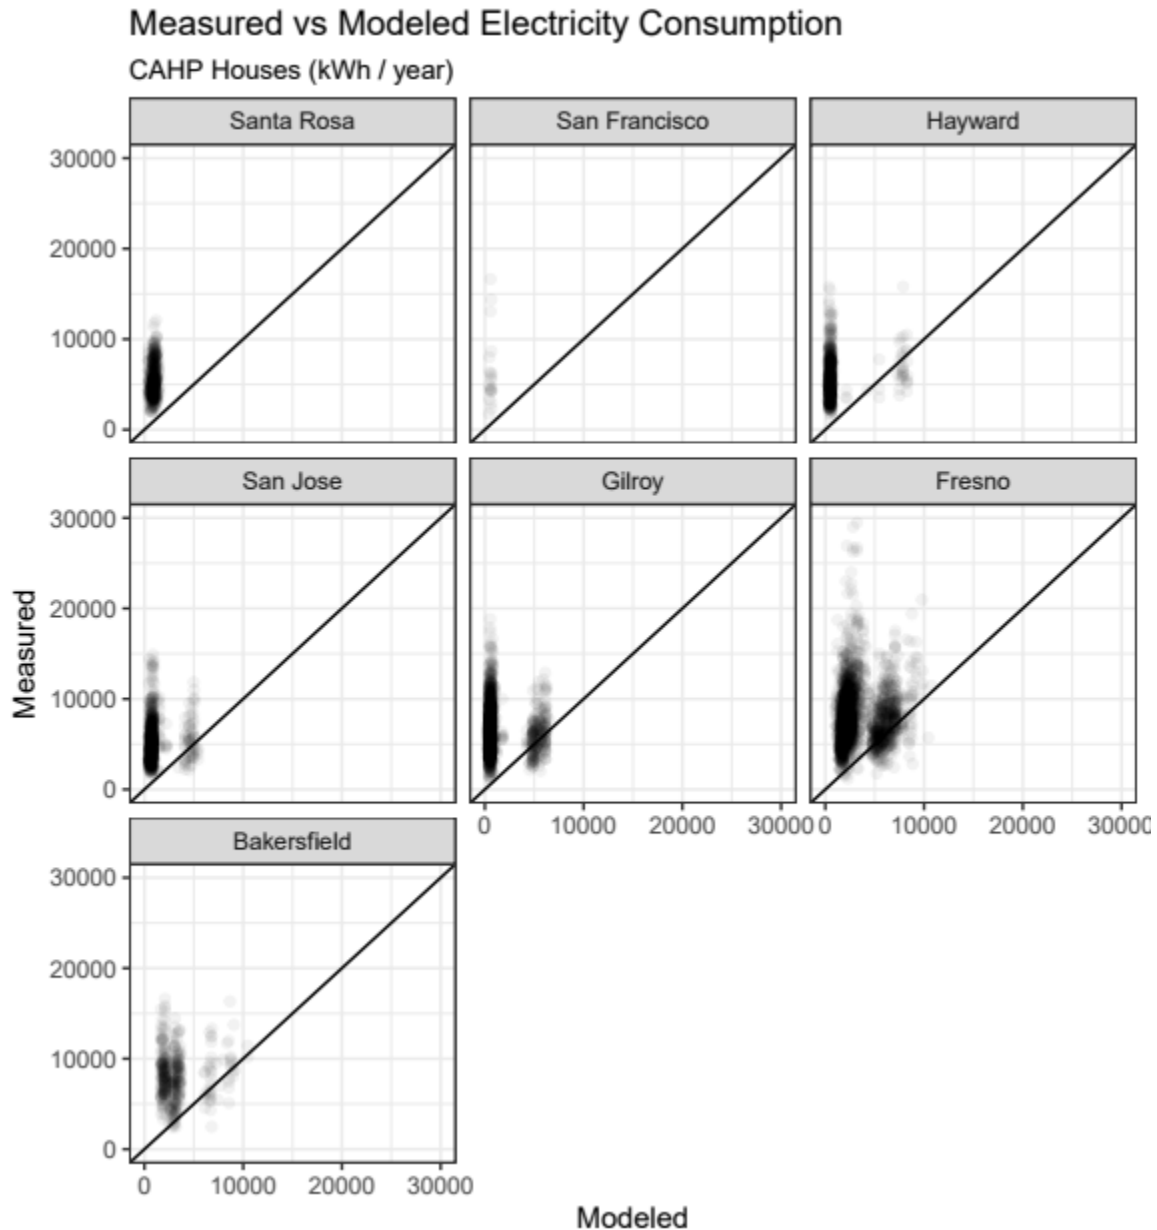 Measured vs Modeled Electricity Consumption
CAHP Houses (kWh / year)
Santa Rosa
San Francisco
Hayward
30000
20000
10000
0
San Jose
Gilroy
Fresno
30000
20000
10000
0
0 10000 20000 30000
0 10000 20000 30000
Bakersfield
30000
20000
10000
0
0 10000 20000 30000
Measured
Modeled